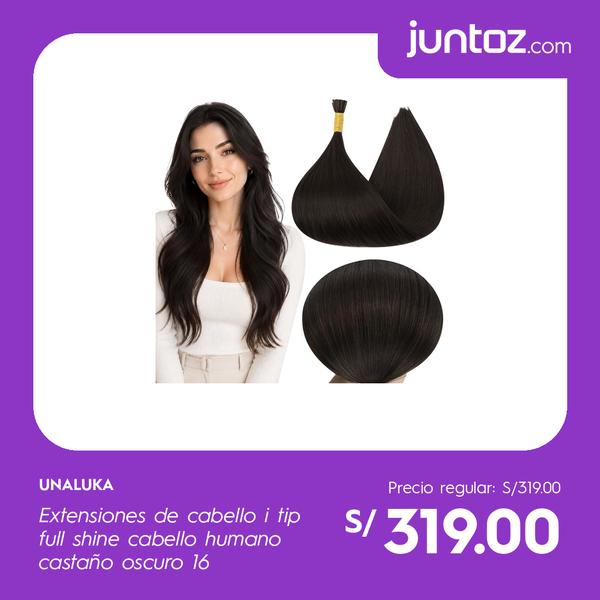 juntoz.com
UNALUKA
Extensiones de cabello i tip
full shine cabello humano
castaño oscuro 16
Precio regular: S/319.00
S/ 319.00